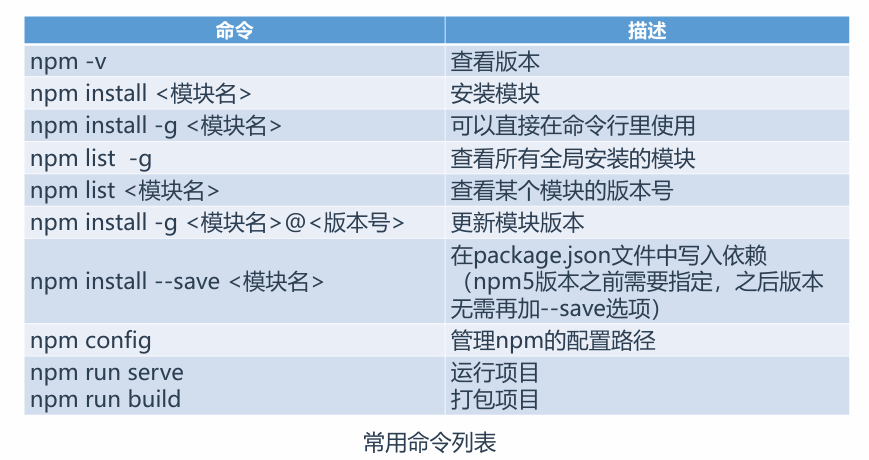 命令 描述
npm -v 查看版本
npm install <模块名> 安装模块
npm install -g <模块名> 可以直接在命令行里使用
npm list  -g 查看所有全局安装的模块
npm list <模块名> 查看某个模块的版本号
npm install -g <模块名>@<版本号> 更新模块版本
npm install --save <模块名> 在package.json文件中写入依赖
（npm5版本之前需要指定，之后版本
无需再加--save选项）
npm config 管理npm的配置路径
npm run serve 运行项目
npm run build 打包项目
常用命令列表